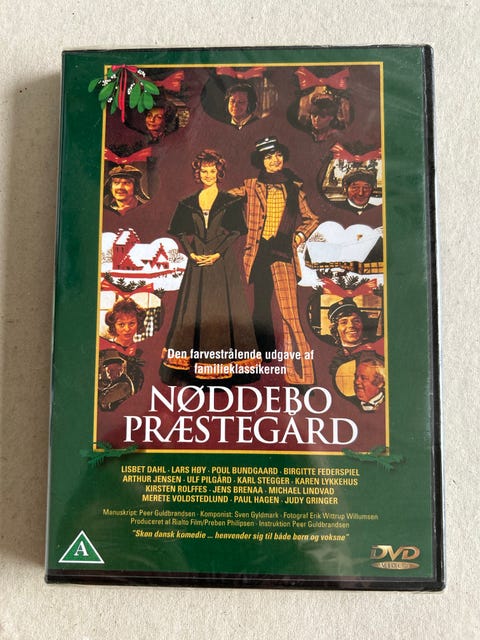 Den farvestrålende udgave af
familieklassikeren
NØDDEBO
PRÆSTEGÅRD
LISBET DAHL · LARS HØY · POUL BUNDGAARD · BIRGITTE FEDERSPIEL
ARTHUR JENSEN · ULF PILGÅRD · KARL STEGGER · KAREN LYKKEHUS
KIRSTEN ROLFFES · JENS BRENAA · MICHAEL LINDVAD
MERETE VOLDSTEDLUND · PAUL HAGEN · JUDY GRINGER
Manuskript: Peer Guldbrandsen · Komponist: Sven Gyldmark · Fotograf Erik Wittrup Willumsen
Produceret af Rialto Film/Preben Philipsen · Instruktion Peer Guldbrandsen
"Skøn dansk komedie ... henvender sig til både børn og voksne"
A
DVD
VIDEO